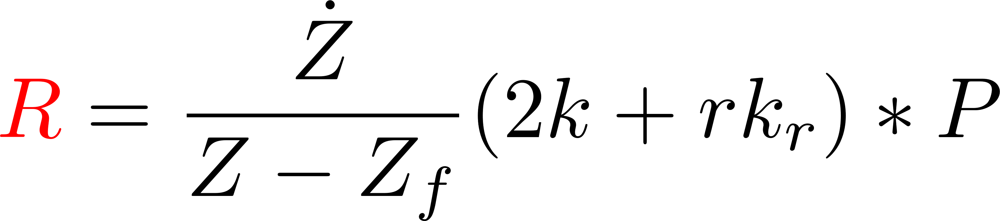 R = \frac{\dot{Z}}{Z - Z_f} (2k + rk_r) * P